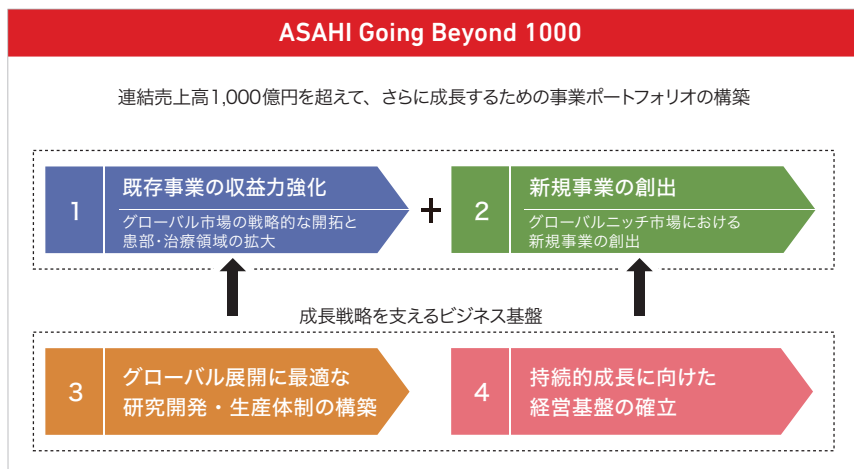 ASAHI Going Beyond 1000
連結売上高1,000億円を超えて、さらに成長するための事業ポートフォリオの構築
1
既存事業の収益力強化
グローバル市場の戦略的な開拓と
患部・治療領域の拡大
+
2
新規事業の創出
グローバルニッチ市場における
新規事業の創出
成長戦略を支えるビジネス基盤
3
グローバル展開に最適な
研究開発・生産体制の構築
4
持続的成長に向けた
経営基盤の確立